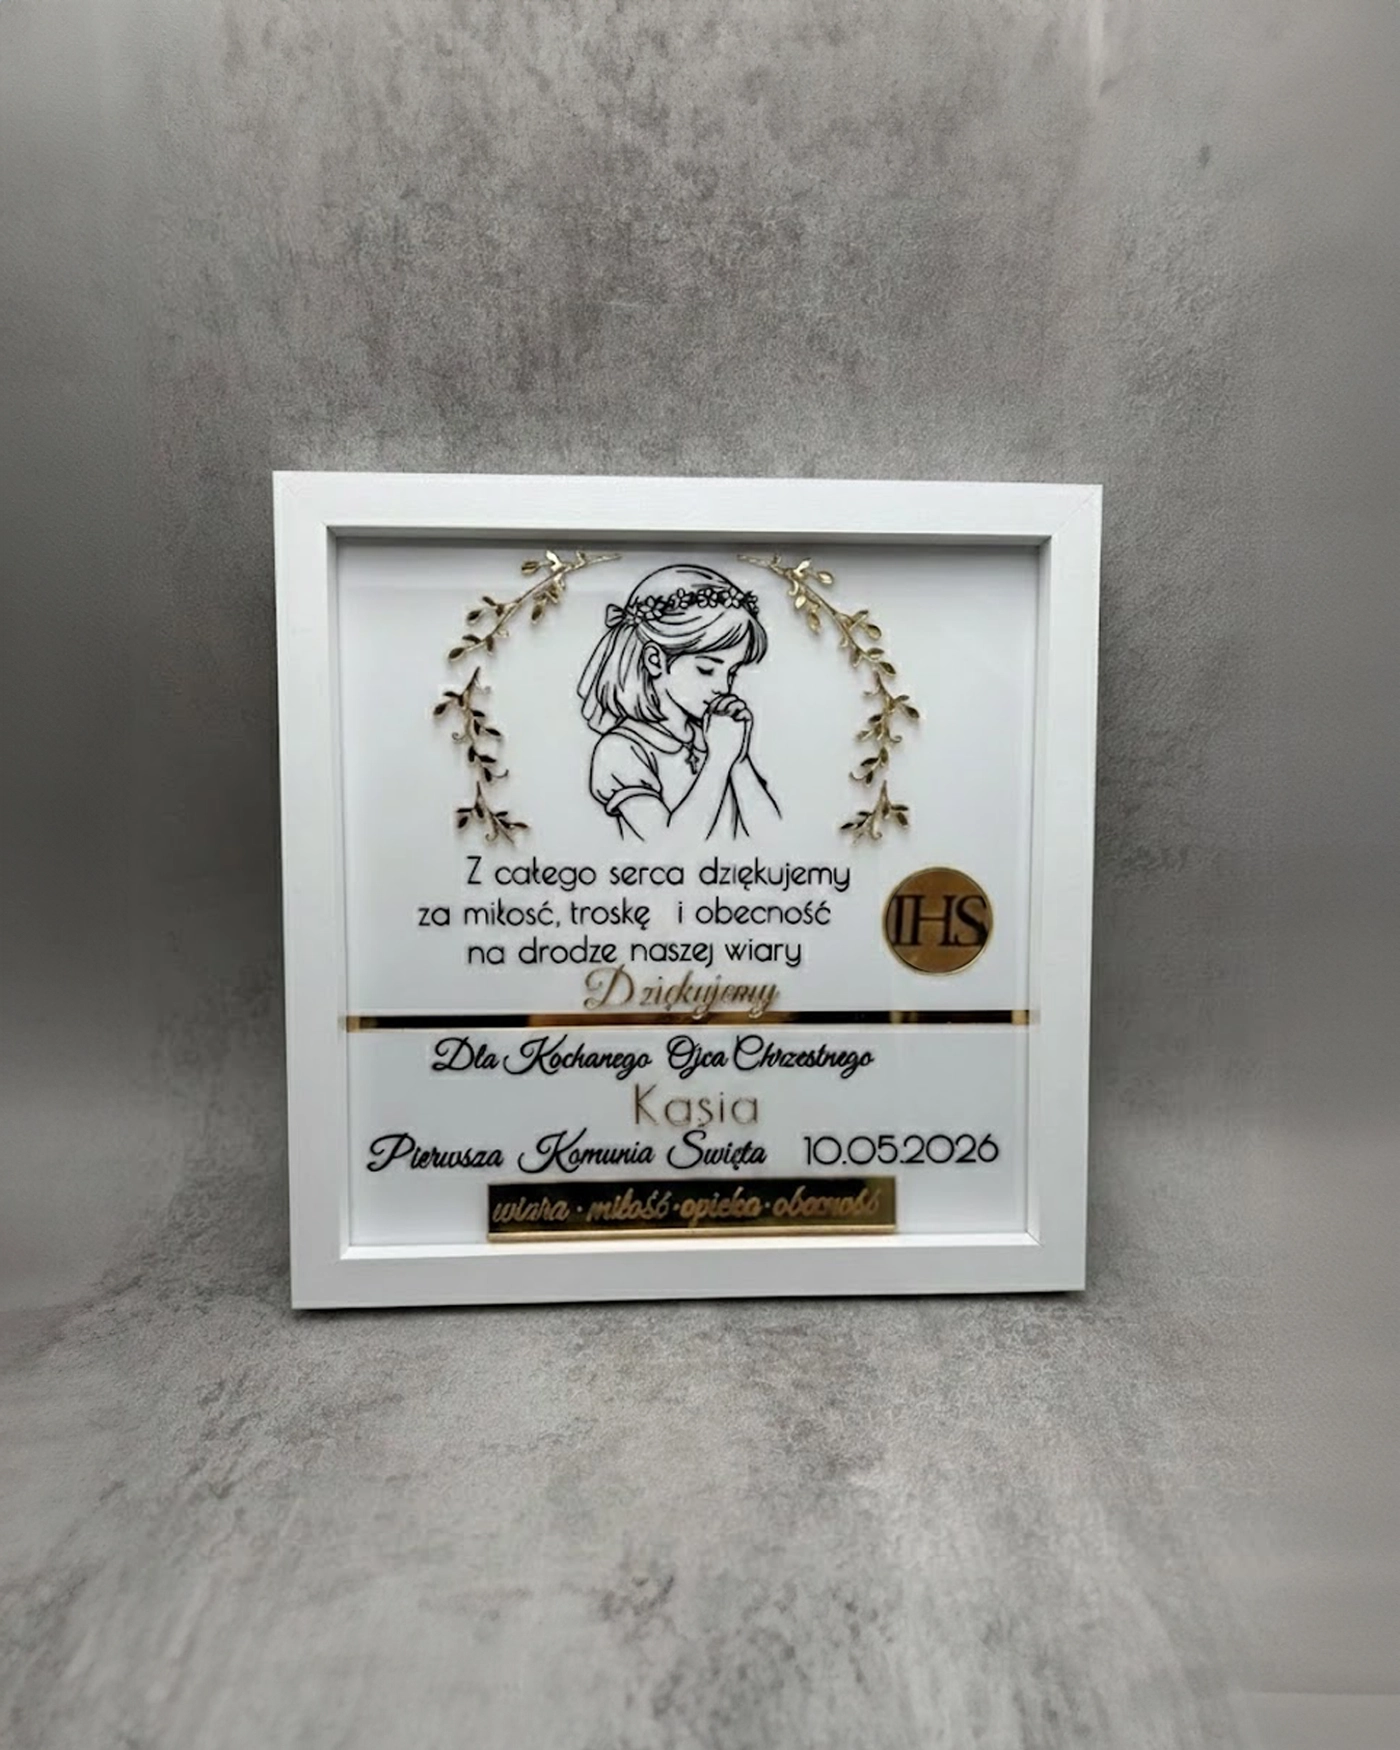 Z całego serca dziękujemy
za miłosć, troskę i obecność
na drodze naszej wiary
Dziękujemy
IHS
Dla Kochanego Ojca Chrzestnego
Kasia
Pierwsza Komunia Święta 10.05.2026
wiara · miłość · opieka · obecność